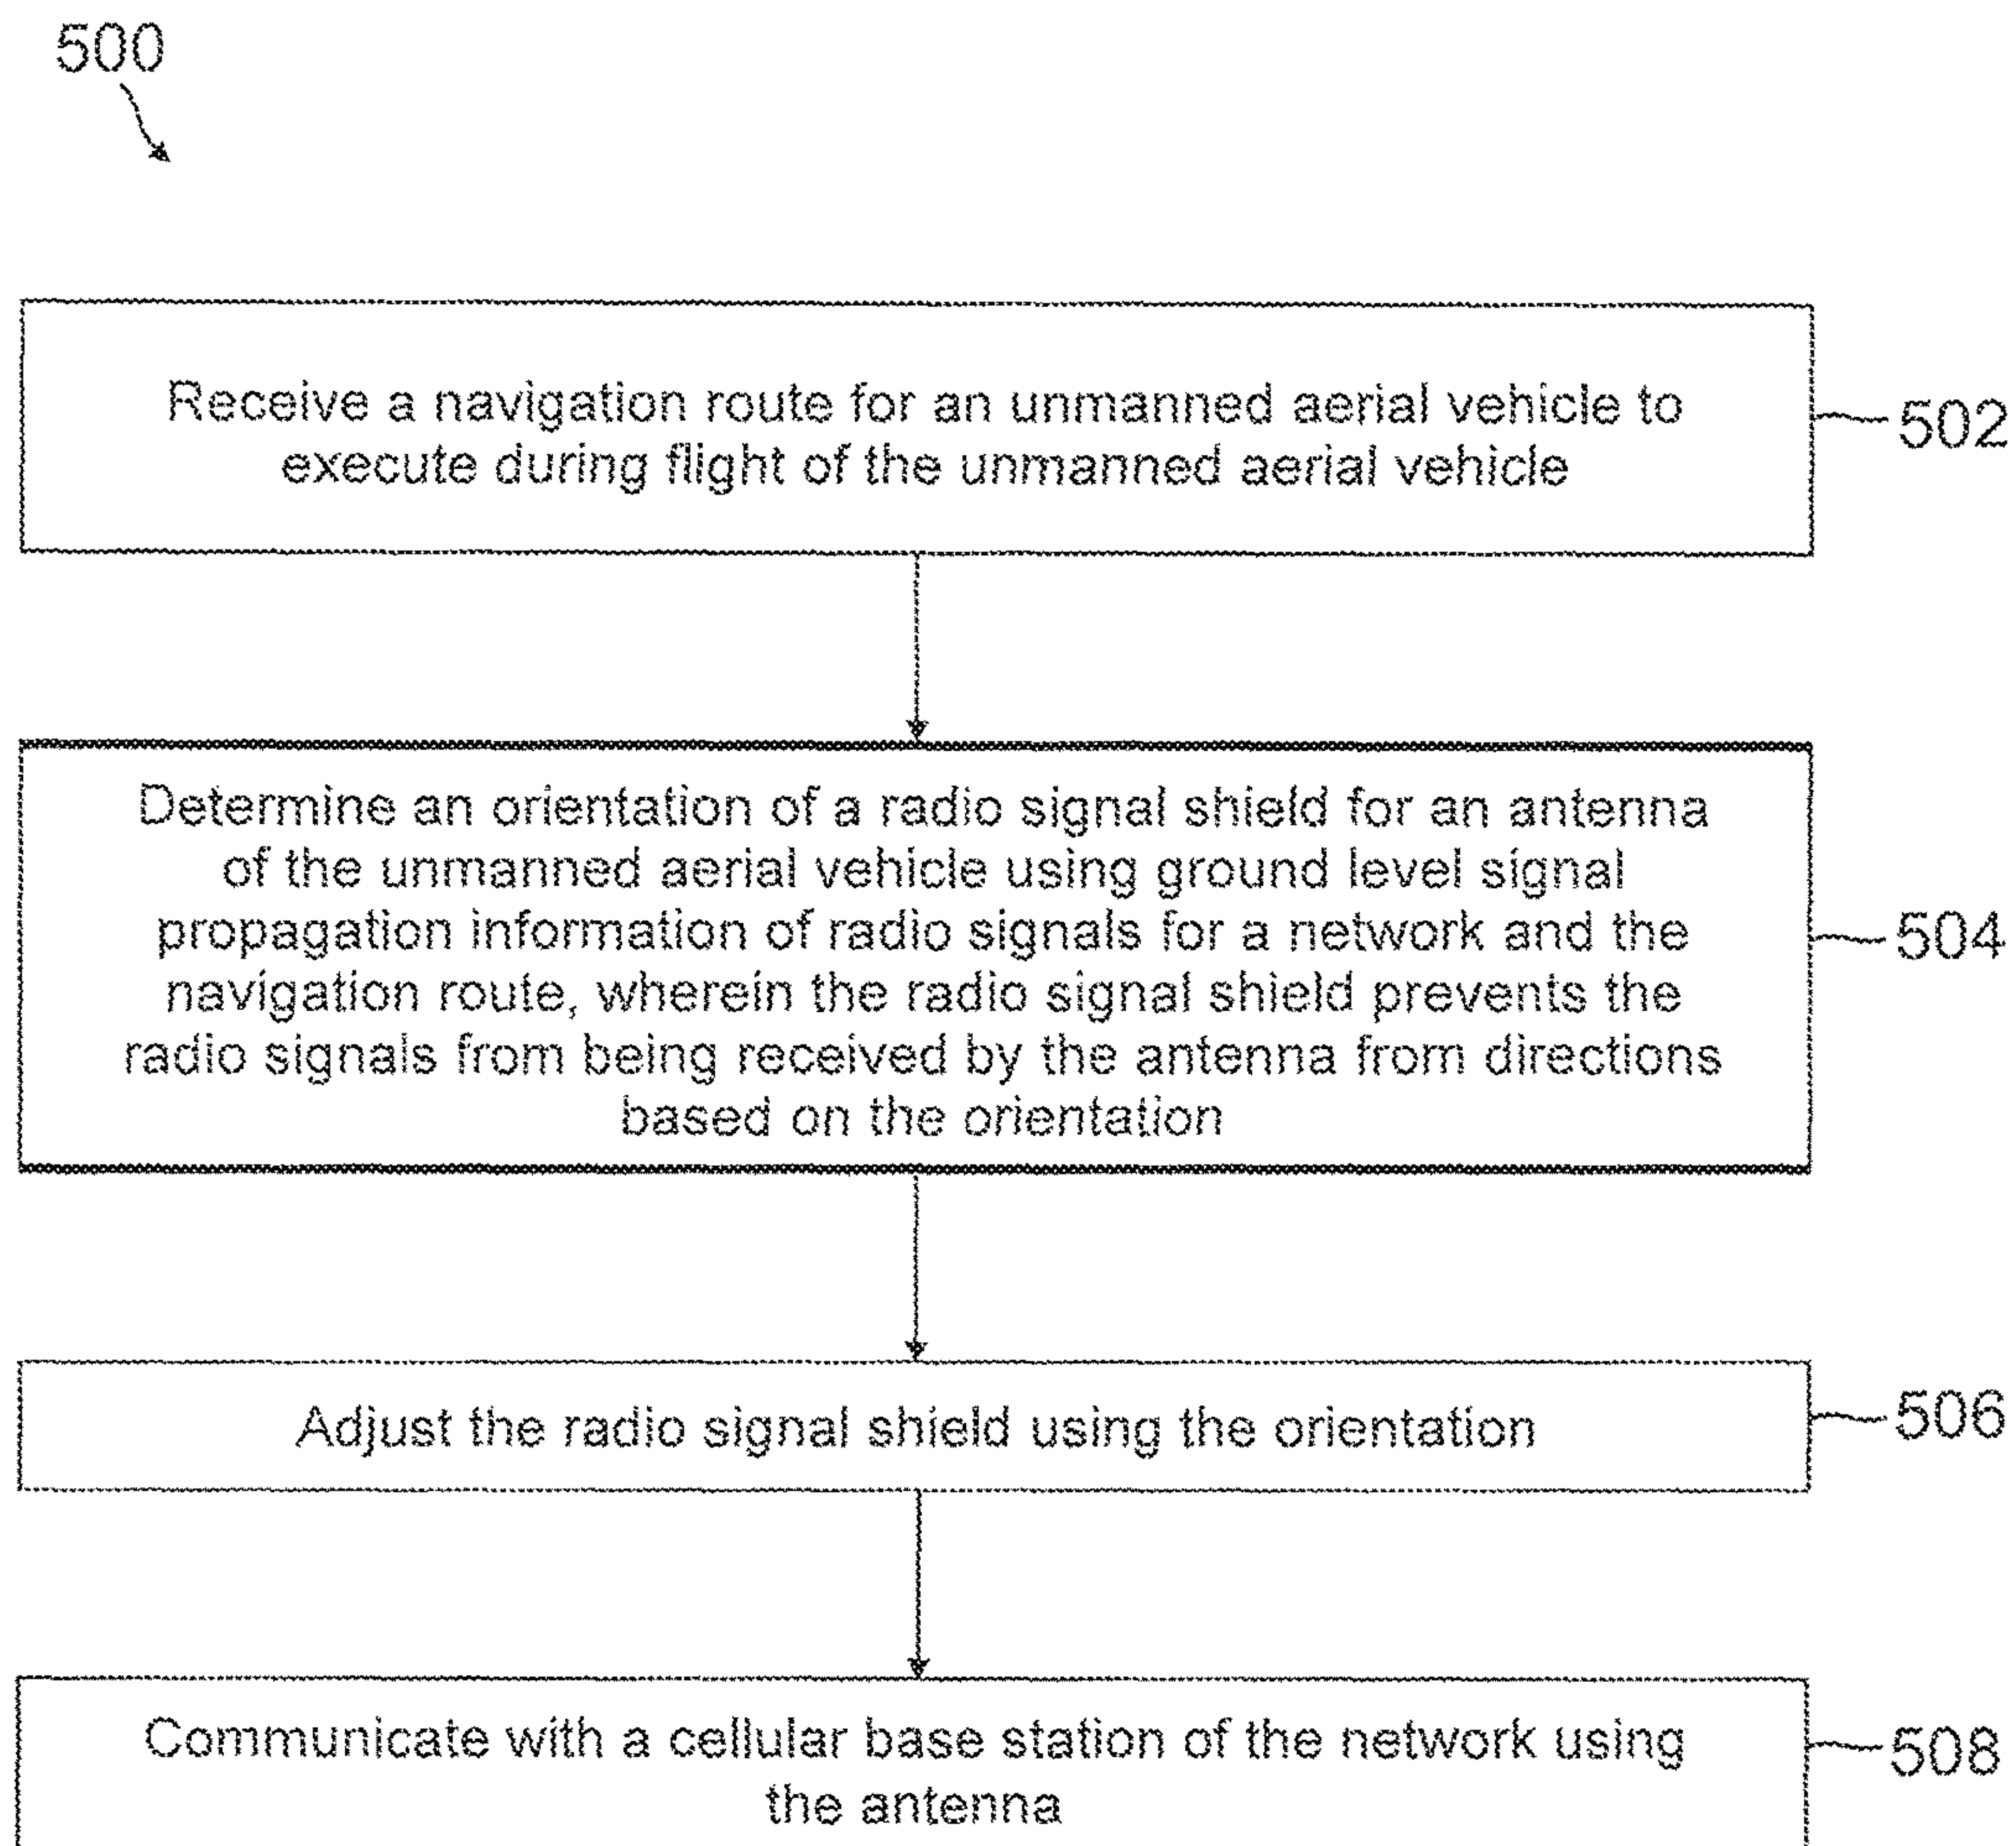 500
Receive a navigation route for an unmanned aerial vehicle to
execute during flight of the unmanned aerial vehicle
502
Determine an orientation of a radio signal shield for an antenna
of the unmanned aerial vehicle using ground level signal
propagation information of radio signals for a network and the
navigation route, wherein the radio signal shield prevents the
radio signals from being received by the antenna from directions
based on the orientation
504
Adjust the radio signal shield using the orientation
506
Communicate with a cellular base station of the network using
the antenna
508